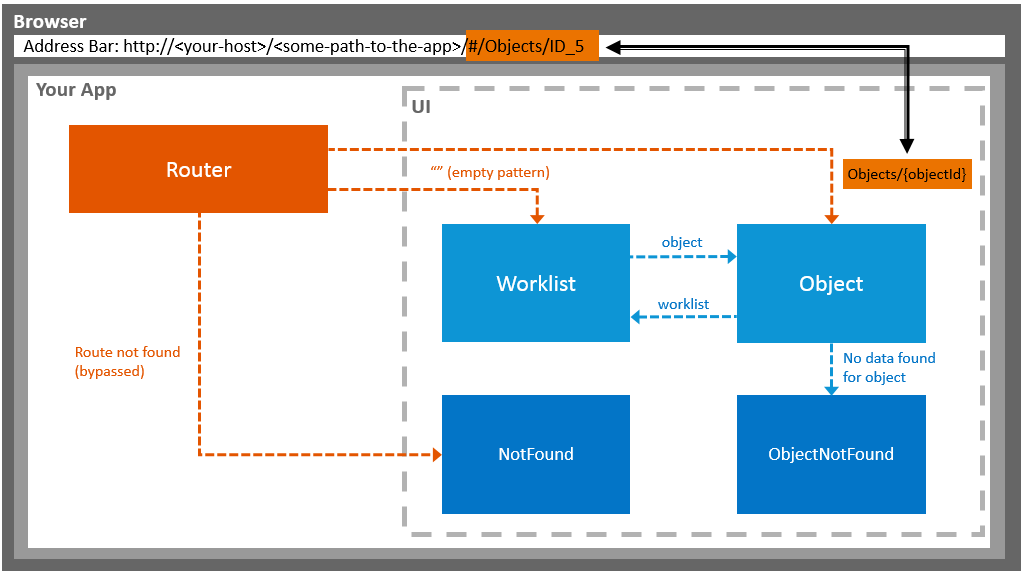 Browser
Address Bar: http://<your-host>/<some-path-to-the-app>/#/Objects/ID_5
Your App
UI
Router
“” (empty pattern)
Objects/{objectId}
Worklist
object
worklist
Object
Route not found
(bypassed)
No data found
for object
NotFound
ObjectNotFound